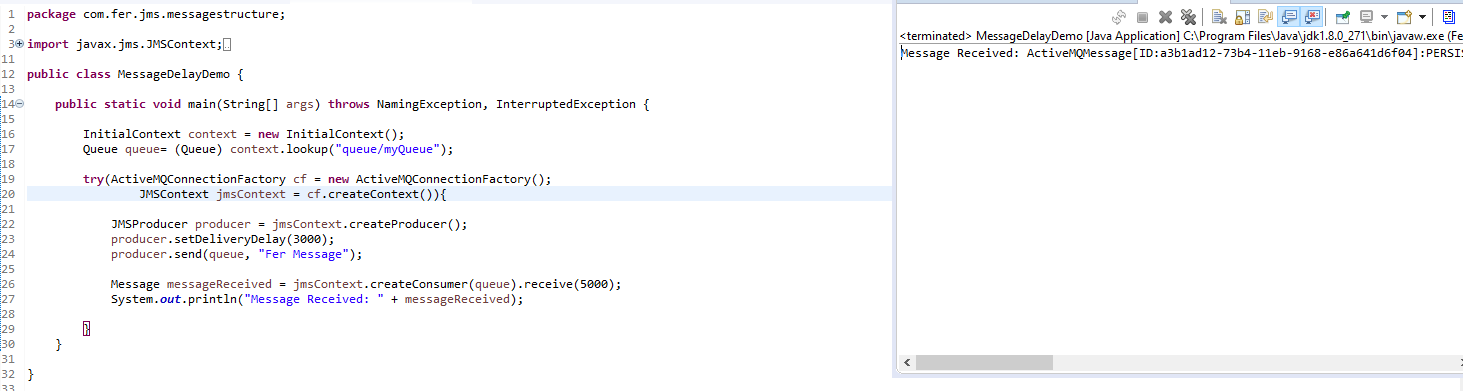 package com.fer.jms.messagestructure;
import javax.jms.JMSContext;
public class MessageDelayDemo {
public static void main(String[] args) throws NamingException, InterruptedException {
InitialContext context = new InitialContext();
Queue queue= (Queue) context.lookup("queue/myQueue");
try(ActiveMQConnectionFactory cf = new ActiveMQConnectionFactory();
JMSContext jmsContext = cf.createContext()){
JMSProducer producer = jmsContext.createProducer();
producer.setDeliveryDelay(3000);
producer.send(queue, "Fer Message");
Message messageReceived = jmsContext.createConsumer(queue).receive(5000);
System.out.println("Message Received: " + messageReceived);
}
}
}
1
2
3
11
12
13
14
15
16
17
18
19
20
21
22
23
24
25
26
27
28
29
30
31
32
33
<terminated> MessageDelayDemo [Java Application] C:\Program Files\Java\jdk1.8.0_271\bin\javaw.exe (Fe
Message Received: ActiveMQMessage[ID:a3b1ad12-73b4-11eb-9168-e86a641d6f04]:PERSIS